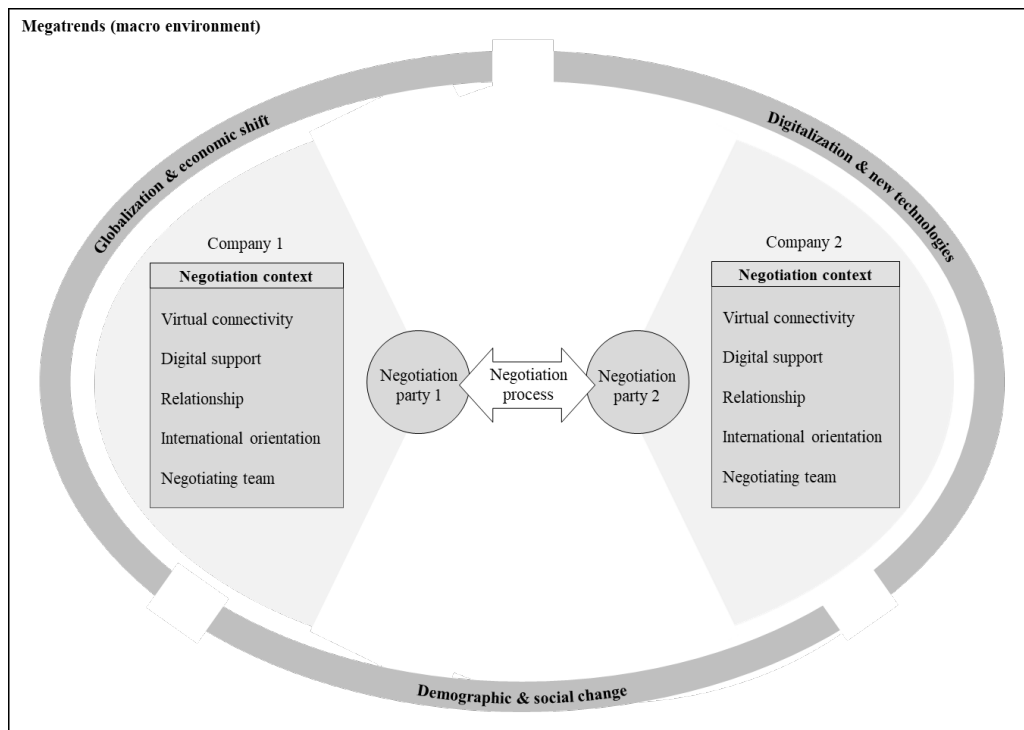 Megatrends (macro environment)
Globalization & economic shift
Digitalization & new technologies
Company 1
Negotiation context
Virtual connectivity
Digital support
Relationship
International orientation
Negotiating team
Negotiation
party 1
Negotiation
process
Negotiation
party 2
Company 2
Negotiation context
Virtual connectivity
Digital support
Relationship
International orientation
Negotiating team
Demographic & social change